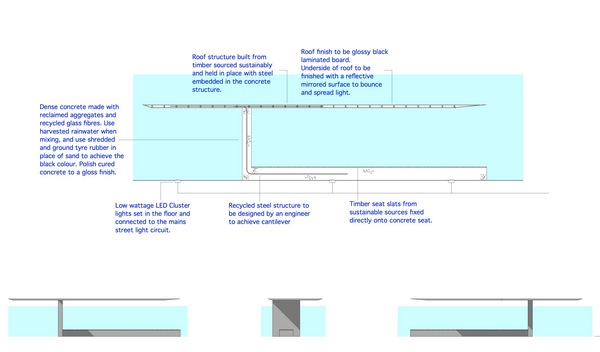 Roof structure built from
timber sourced sustainably
and held in place with steel
embedded in the concrete
structure.
Roof finish to be glossy black
laminated board.
Underside of roof to be
finished with a reflective
mirrored surface to bounce
and spread light.
Dense concrete made with
reclaimed aggregates and
recycled glass fibres. Use
harvested rainwater when
mixing, and use shredded
and ground tyre rubber in
place of sand to achieve the
black colour. Polish cured
concrete to a gloss finish.
Low wattage LED Cluster
lights set in the floor and
connected to the mains
street light circuit.
Recycled steel structure to
be designed by an engineer
to achieve cantilever
Timber seat slats from
sustainable sources fixed
directly onto concrete seat.